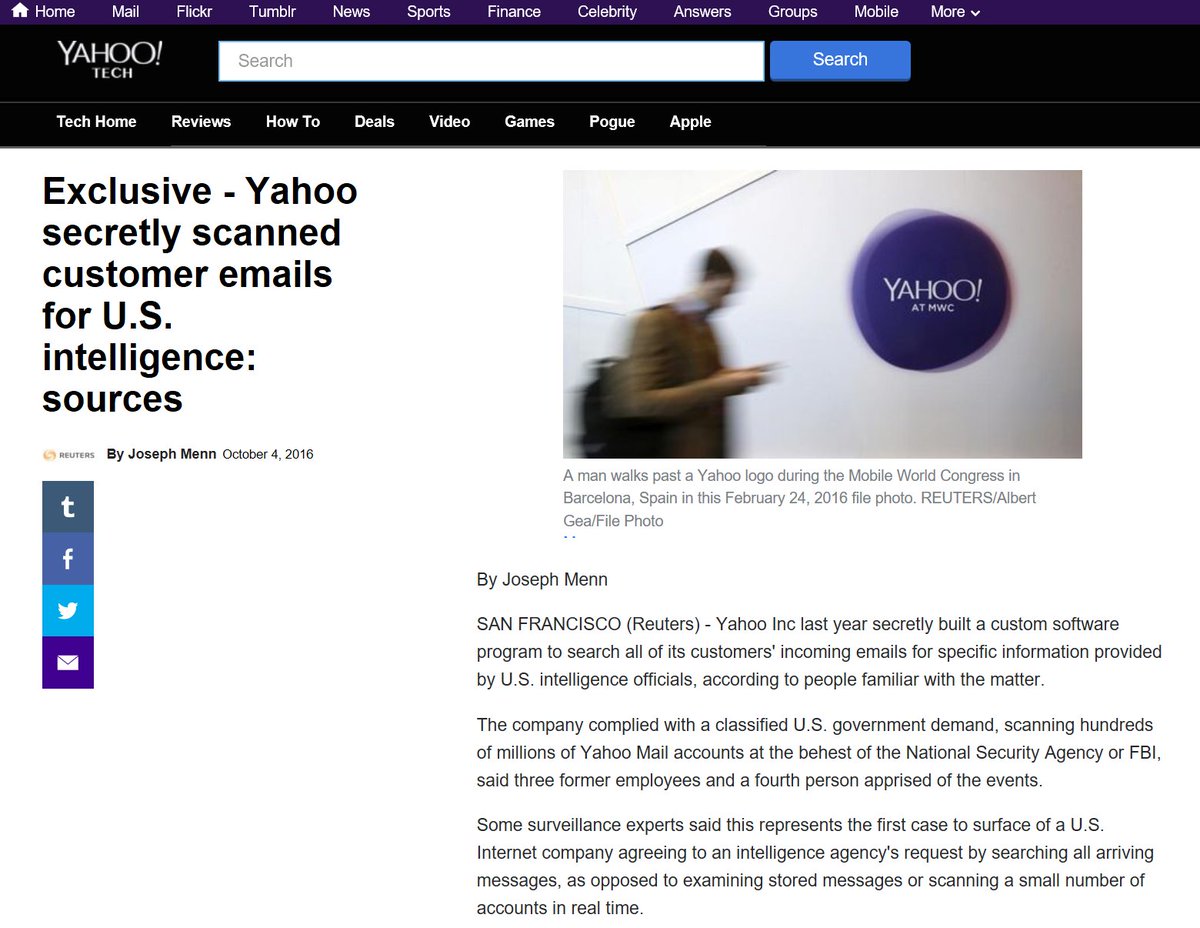 Home Mail Flickr Tumblr News Sports Finance Celebrity Answers Groups Mobile More
YAHOO!
TECH
Search
Search
Tech Home Reviews How To Deals Video Games Pogue Apple
Exclusive - Yahoo
secretly scanned
customer emails
for U.S.
intelligence:
sources
REUTERS By Joseph Menn October 4, 2016
t
f
YAHOO!
AT MWC
A man walks past a Yahoo logo during the Mobile World Congress in
Barcelona, Spain in this February 24, 2016 file photo. REUTERS/Albert
Gea/File Photo
By Joseph Menn
SAN FRANCISCO (Reuters) - Yahoo Inc last year secretly built a custom software
program to search all of its customers' incoming emails for specific information provided
by U.S. intelligence officials, according to people familiar with the matter.
The company complied with a classified U.S. government demand, scanning hundreds
of millions of Yahoo Mail accounts at the behest of the National Security Agency or FBI,
said three former employees and a fourth person apprised of the events.
Some surveillance experts said this represents the first case to surface of a U.S.
Internet company agreeing to an intelligence agency's request by searching all arriving
messages, as opposed to examining stored messages or scanning a small number of
accounts in real time.